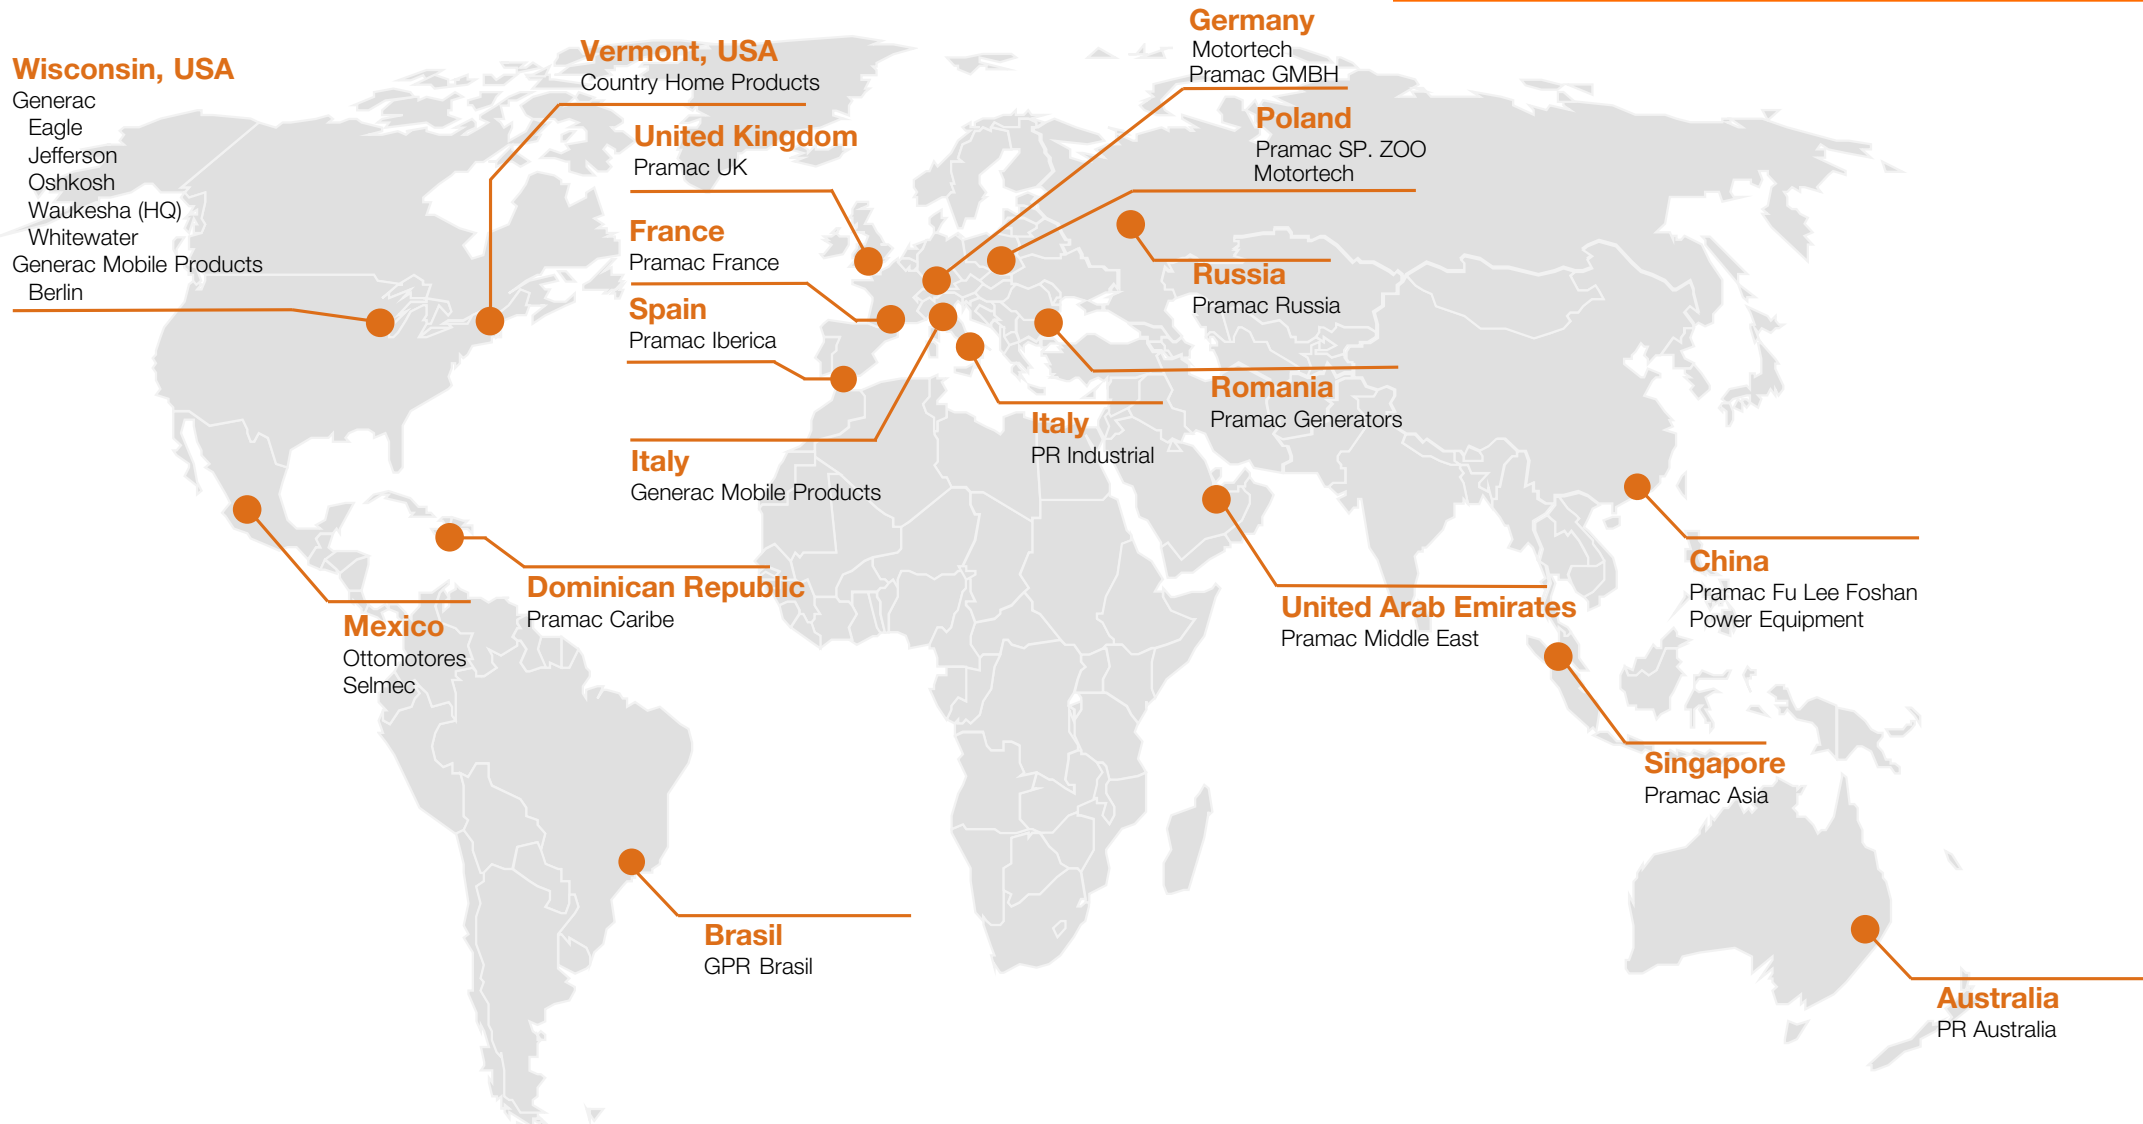 Wisconsin, USA
Generac
Eagle
Jefferson
Oshkosh
Waukesha (HQ)
Whitewater
Generac Mobile Products
Berlin
Vermont, USA
Country Home Products
United Kingdom
Pramac UK
France
Pramac France
Spain
Pramac Iberica
Italy
Generac Mobile Products
Germany
Motortech
Pramac GMBH
Poland
Pramac SP. ZOO
Motortech
Russia
Pramac Russia
Romania
Pramac Generators
Italy
PR Industrial
Mexico
Ottomotores
Selmec
Dominican Republic
Pramac Caribe
Brasil
GPR Brasil
United Arab Emirates
Pramac Middle East
China
Pramac Fu Lee Foshan
Power Equipment
Singapore
Pramac Asia
Australia
PR Australia